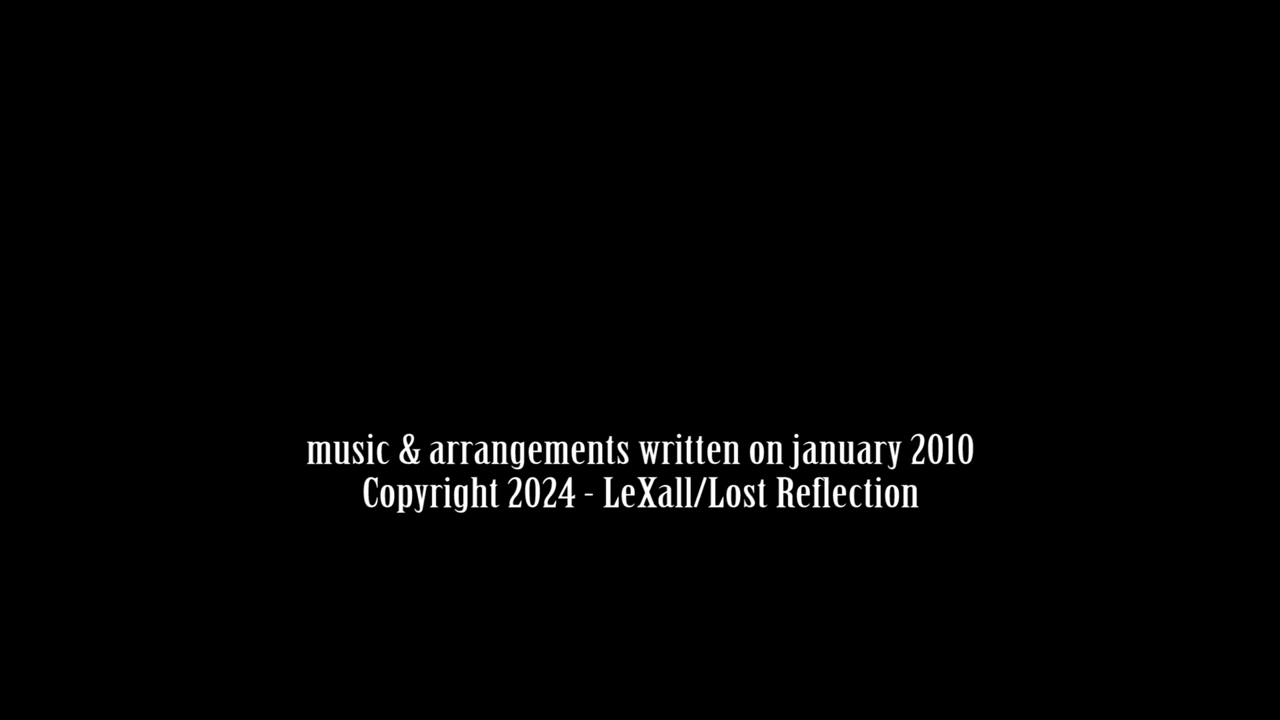 music & arrangements written on january 2010
Copyright 2024 - LeXall/Lost Reflection